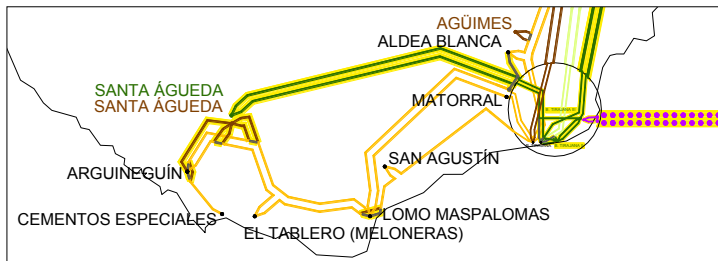 AGÜIMES
ALDEA BLANCA
SANTA ÁGUEDA
SANTA ÁGUEDA
MATORRAL
SAN AGUSTÍN
ARGUINEGUÍN
CEMENTOS ESPECIALES
LOMO MASPALOMAS
EL TABLERO (MELONERAS)